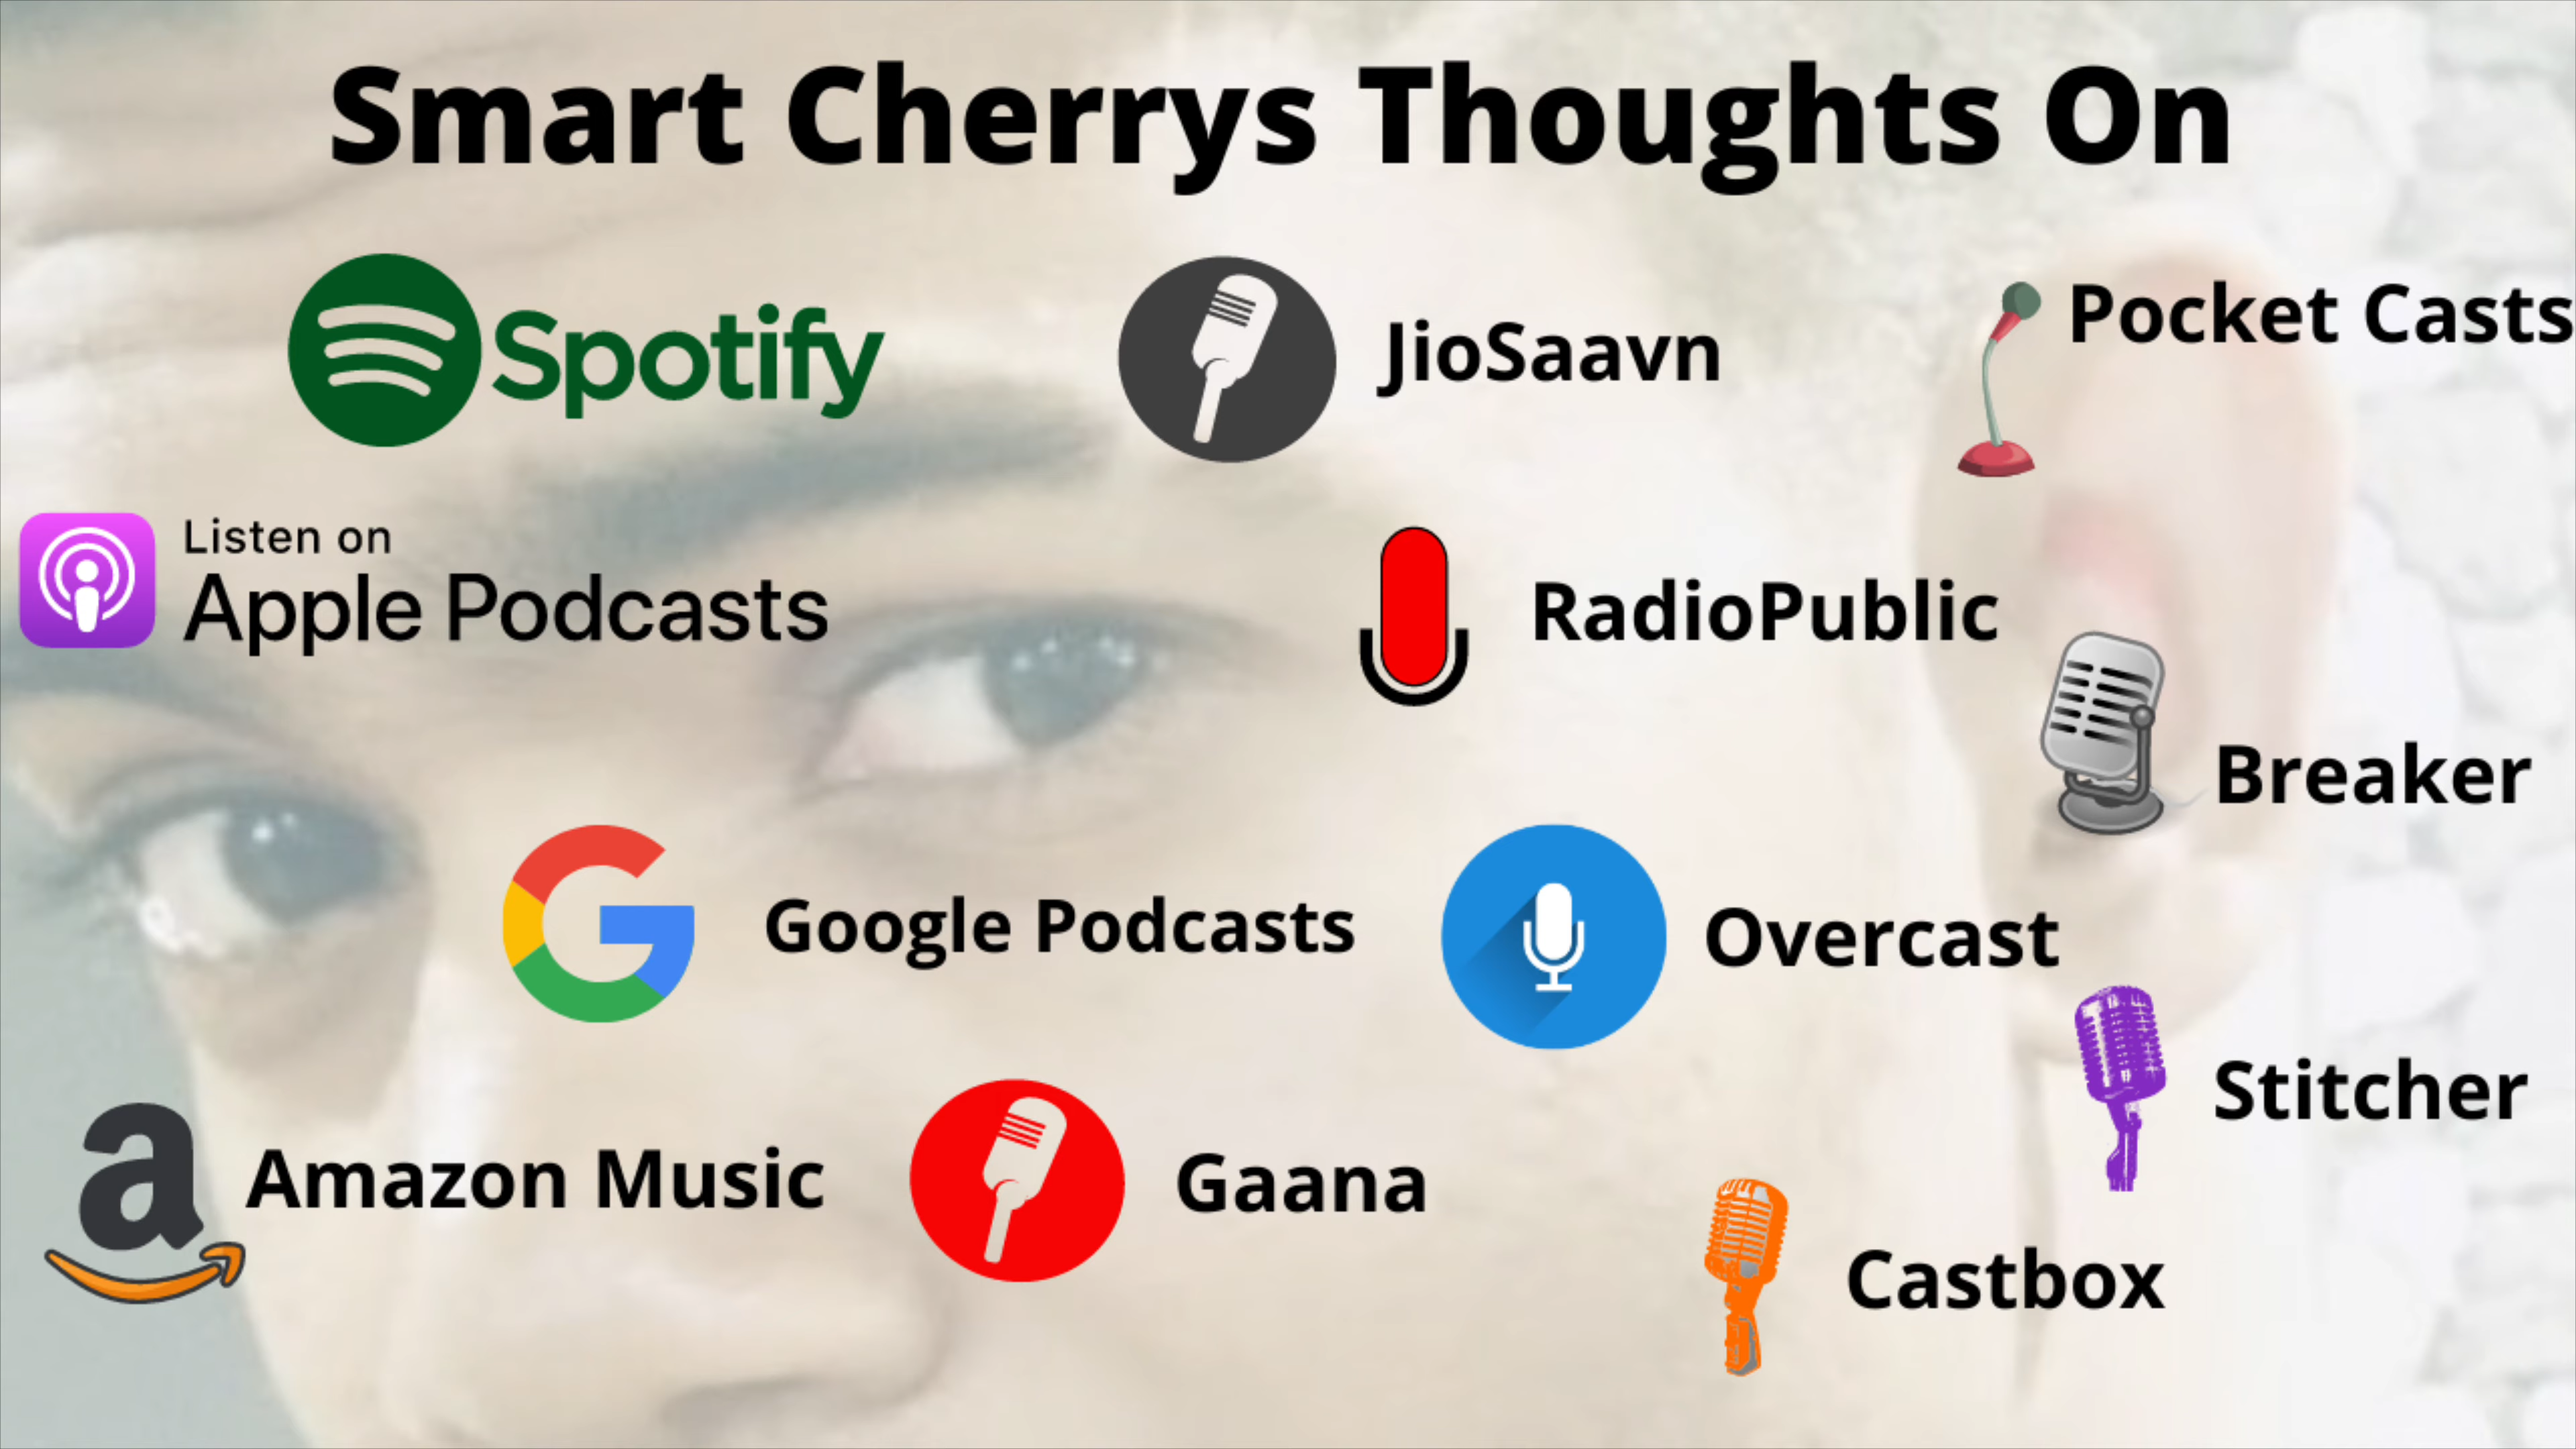 Smart Cherrys Thoughts On
Spotify
JioSaavn
Pocket Casts
Listen on
Apple Podcasts
RadioPublic
Breaker
Google Podcasts
Overcast
Stitcher
Amazon Music
Gaana
Castbox